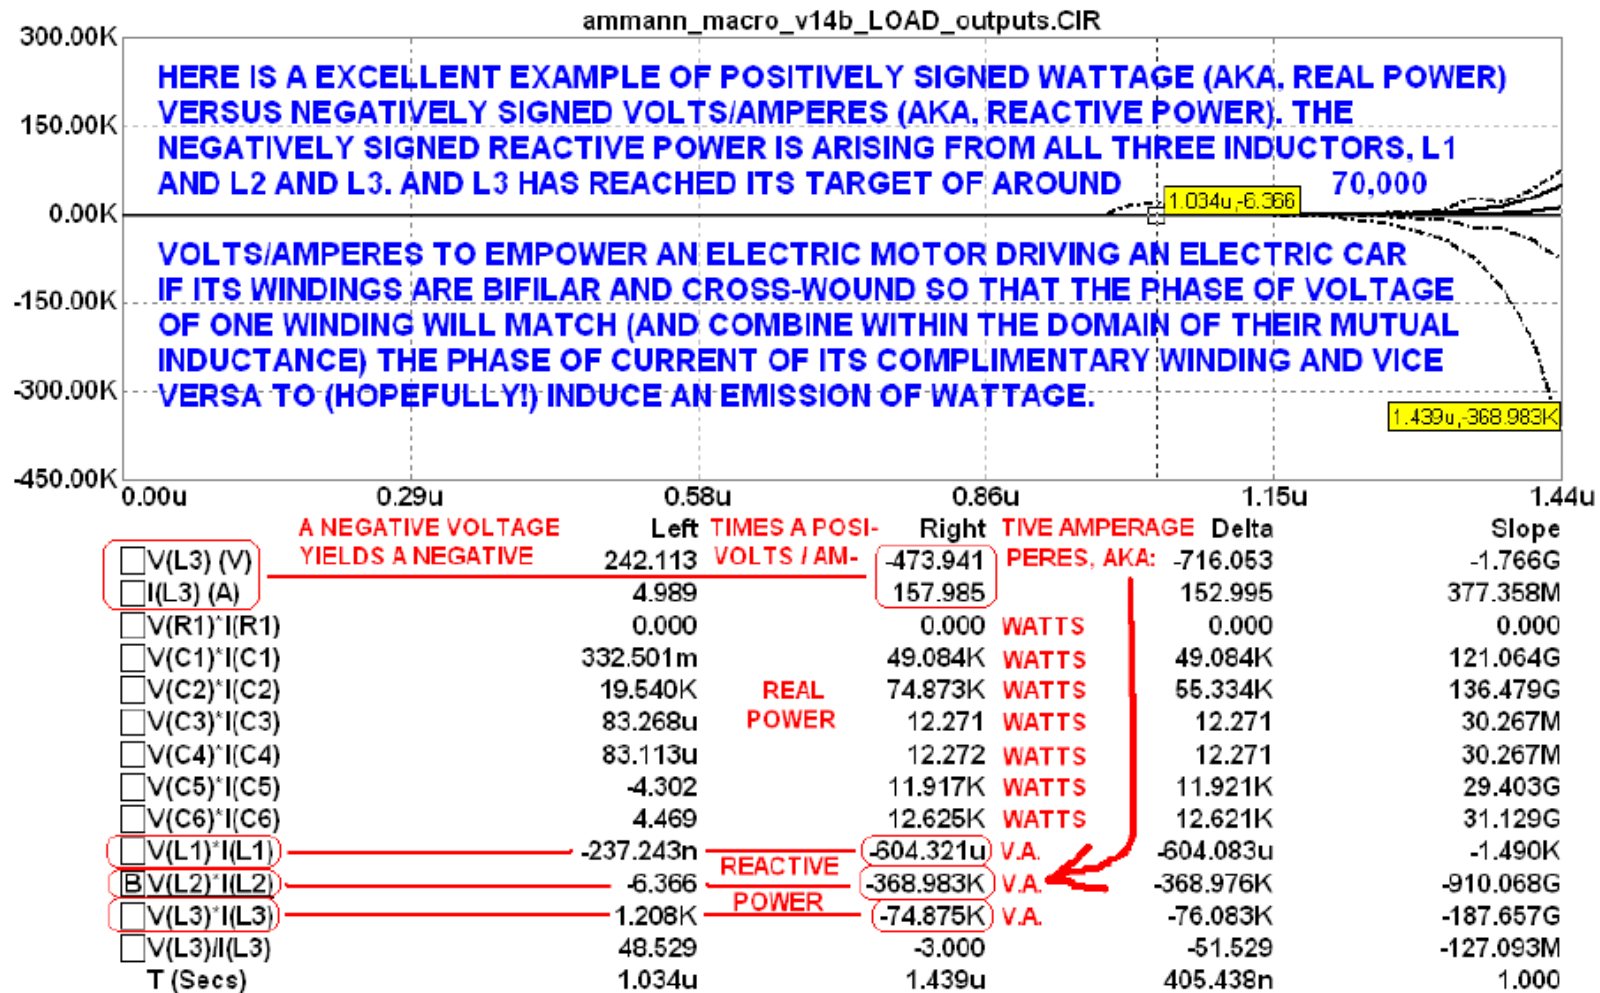 ammann_macro_v14b_LOAD_outputs.CIR
300.00K
HERE IS A EXCELLENT EXAMPLE OF POSITIVELY SIGNED WATTAGE (AKA, REAL POWER)
VERSUS NEGATIVELY SIGNED VOLTS/AMPERES (AKA, REACTIVE POWER). THE
150.00K
NEGATIVELY SIGNED REACTIVE POWER IS ARISING FROM ALL THREE INDUCTORS, L1
AND L2 AND L3. AND L3 HAS REACHED ITS TARGET OF AROUND 70,000
1.034u,-6.366
0.00K
VOLTS/AMPERES TO EMPOWER AN ELECTRIC MOTOR DRIVING AN ELECTRIC CAR
IF ITS WINDINGS ARE BIFILAR AND CROSS-WOUND SO THAT THE PHASE OF VOLTAGE
-150.00K
OF ONE WINDING WILL MATCH (AND COMBINE WITHIN THE DOMAIN OF THEIR MUTUAL
INDUCTANCE) THE PHASE OF CURRENT OF ITS COMPLIMENTARY WINDING AND VICE
-300.00K
VERSA TO (HOPEFULLY!) INDUCE AN EMISSION OF WATTAGE.
1.439u,-368.983K
-450.00K
0.00u 0.29u 0.58u 0.86u 1.15u 1.44u
A NEGATIVE VOLTAGE Left TIMES A POSI- Right TIVE AMPERAGE Delta Slope
YIELDS A NEGATIVE VOLTS / AM- PERES, AKA:
V(L3) (V) 242.113 -473.941 -716.053 -1.766G
I(L3) (A) 4.989 157.985 152.995 377.358M
V(R1)*I(R1) 0.000 0.000 WATTS 0.000 0.000
V(C1)*I(C1) 332.501m 49.084K WATTS 49.084K 121.064G
V(C2)*I(C2) 19.540K REAL 74.873K WATTS 55.334K 136.479G
V(C3)*I(C3) 83.268u POWER 12.271 WATTS 12.271 30.267M
V(C4)*I(C4) 83.113u 12.272 WATTS 12.271 30.267M
V(C5)*I(C5) -4.302 11.917K WATTS 11.921K 29.403G
V(C6)*I(C6) 4.469 12.625K WATTS 12.621K 31.129G
V(L1)*I(L1) -237.243n -604.321u V.A. -604.083u -1.490K
REACTIVE
B V(L2)*I(L2) -6.366 -368.983K V.A. -368.976K -910.068G
POWER
V(L3)*I(L3) 1.208K -74.875K V.A. -76.083K -187.657G
V(L3)/I(L3) 48.529 -3.000 -51.529 -127.093M
T (Secs) 1.034u 1.439u 405.438n 1.000